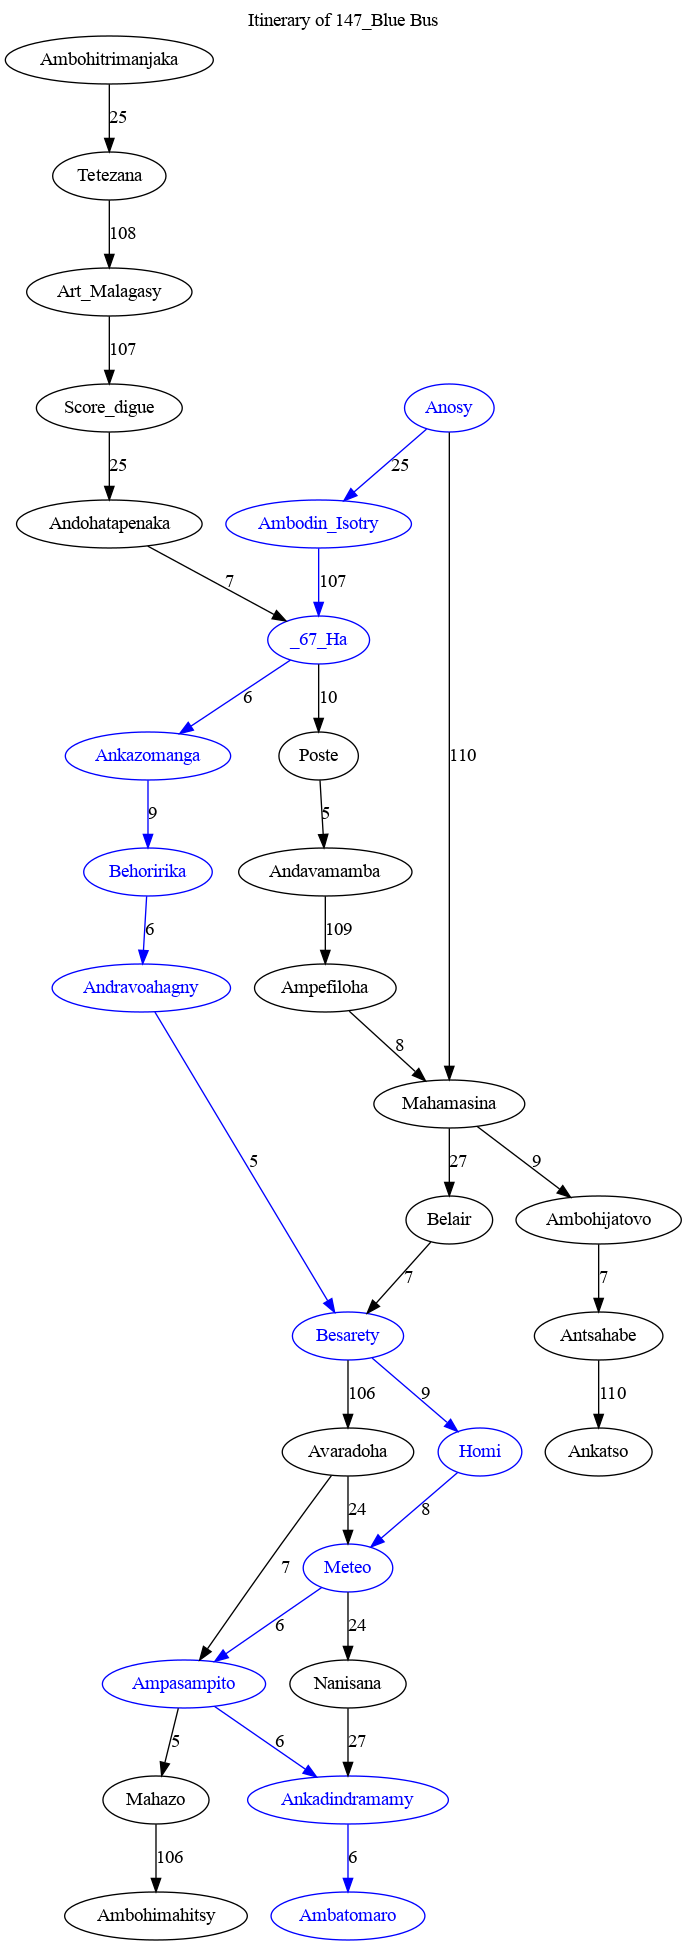 Itinerary of 147_Blue Bus
Ambohitrimanjaka
25
Tetezana
108
Art_Malagasy
107
Score_digue
Anosy
25
25
Andohatapenaka
Ambodin_Isotry
7
107
_67_Ha
6
10
110
Ankazomanga
Poste
9
5
Behoririka
Andavamamba
6
109
Andravoahagny
Ampefiloha
8
Mahamasina
5
27
9
Belair
Ambohijatovo
7
7
Besarety
Antsahabe
106
9
110
Avaradoha
Homi
Ankatso
24
8
7
Meteo
6
24
Ampasampito
Nanisana
5
6
27
Mahazo
Ankadindramamy
106
6
Ambohimahitsy
Ambatomaro